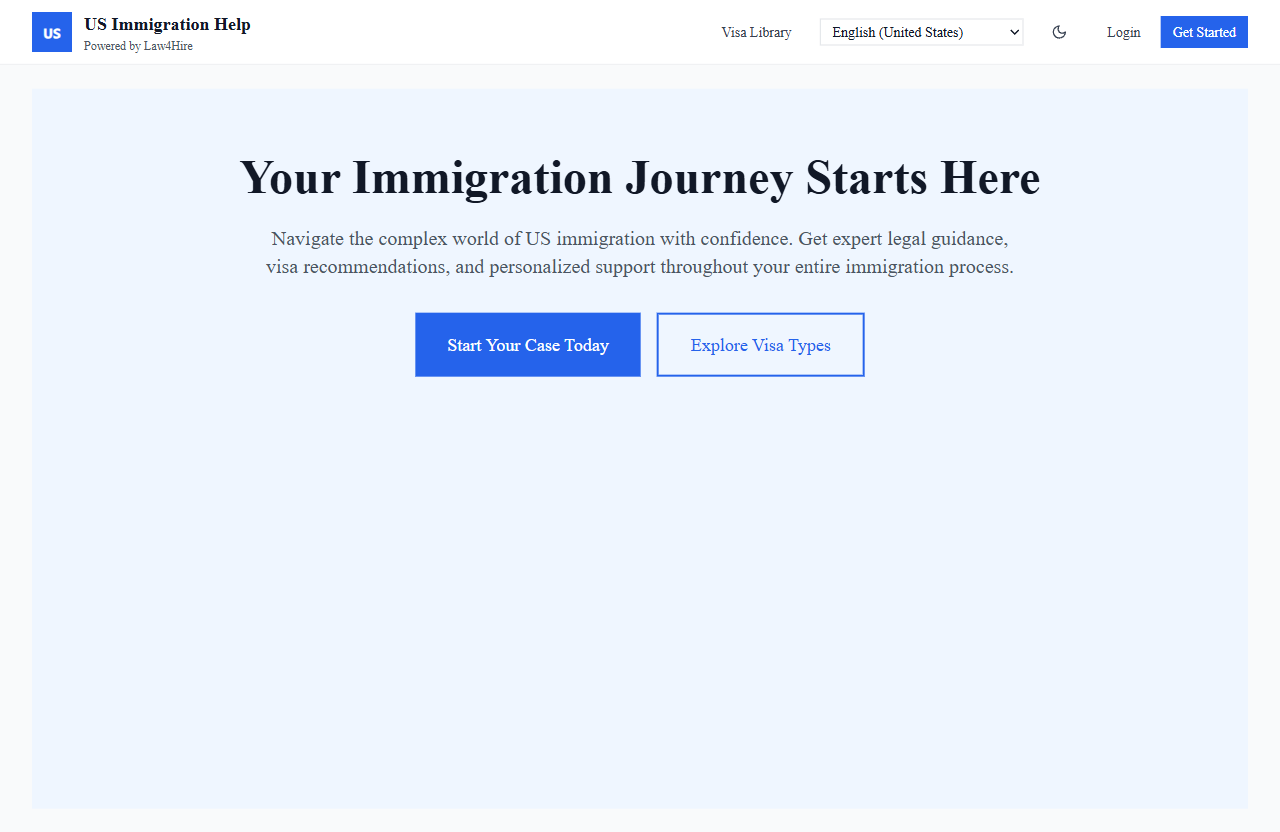 US
US Immigration Help
Powered by Law4Hire
Visa Library
English (United States)
Login
Get Started
Your Immigration Journey Starts Here
Navigate the complex world of US immigration with confidence. Get expert legal guidance,
visa recommendations, and personalized support throughout your entire immigration process.
Start Your Case Today
Explore Visa Types